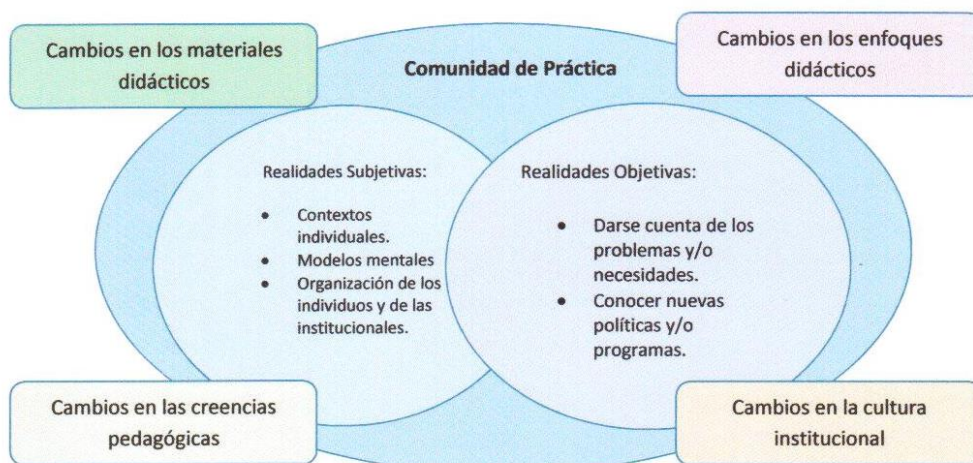 Cambios en los materiales
didácticos
Cambios en los enfoques
didácticos
Comunidad de Práctica
Realidades Subjetivas:
• Contextos
individuales.
• Modelos mentales
• Organización de los
individuos y de las
institucionales.
Realidades Objetivas:
• Darse cuenta de los
problemas y/o
necesidades.
• Conocer nuevas
políticas y/o
programas.
Cambios en las creencias
pedagógicas
Cambios en la cultura
institucional